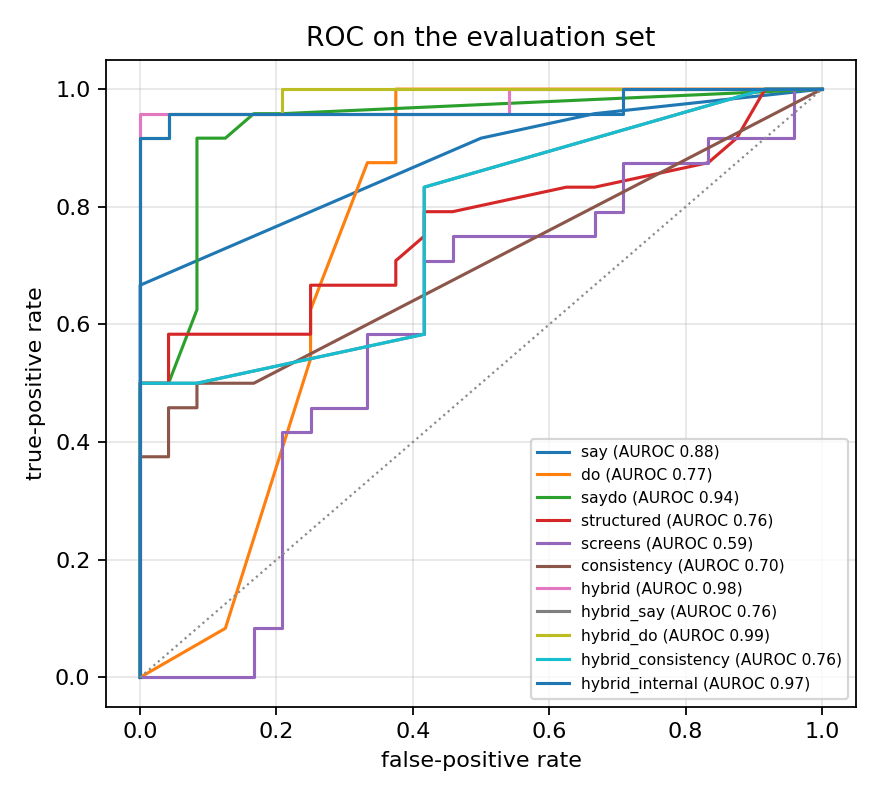 ROC on the evaluation set
true-positive rate
1.0
0.8
0.6
0.4
0.2
0.0
say (AUROC 0.88)
do (AUROC 0.77)
saydo (AUROC 0.94)
structured (AUROC 0.76)
screens (AUROC 0.59)
consistency (AUROC 0.70)
hybrid (AUROC 0.98)
hybrid_say (AUROC 0.76)
hybrid_do (AUROC 0.99)
hybrid_consistency (AUROC 0.76)
hybrid_internal (AUROC 0.97)
0.0 0.2 0.4 0.6 0.8 1.0
false-positive rate